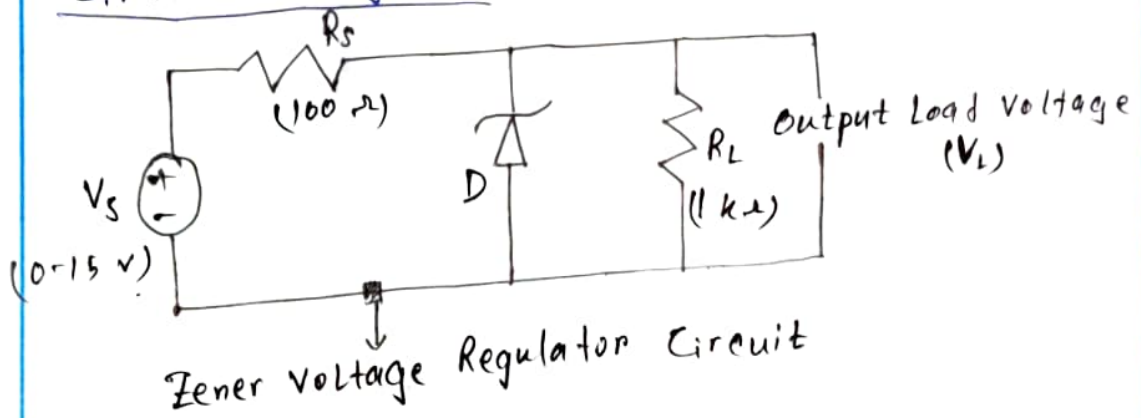 Rs
(100 Ω)
Output Load Voltage
(VL)
RL
(1 kΩ)
D
Vs
+
-
(0-15 v)
Zener Voltage Regulator Circuit